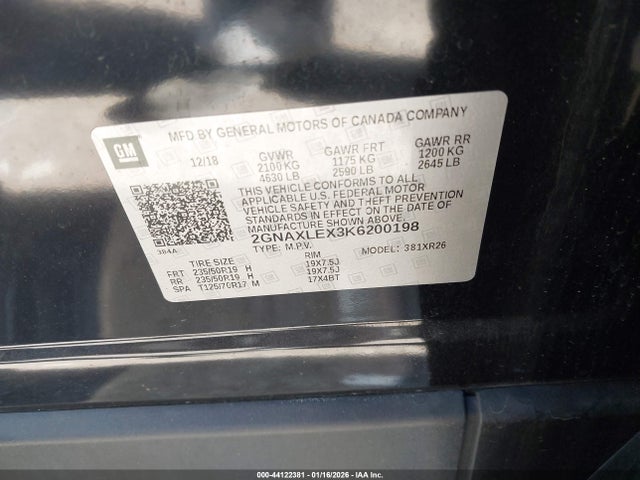 MFD BY GENERAL MOTORS OF CANADA COMPANY
GM
12/18 GVWR GAWR FRT GAWR RR
2100 KG 1175 KG 1200 KG
4630 LB 2590 LB 2645 LB
THIS VEHICLE CONFORMS TO ALL
APPLICABLE U.S. FEDERAL MOTOR
VEHICLE SAFETY AND THEFT PREVENTION
STANDARDS IN EFFECT ON THE DATE OF
MANUFACTURE SHOWN ABOVE.
2GNAXLEX3K6200198
384A TYPE: M.P.V. MODEL: 381XR26
TIRE SIZE RIM
FRT 235/50R19 H 19X7.5J
RR 235/50R19 H 19X7.5J
SPA T125/70R17 M 17X4BT
000-44122381 - 01/16/2026 - IAA Inc.